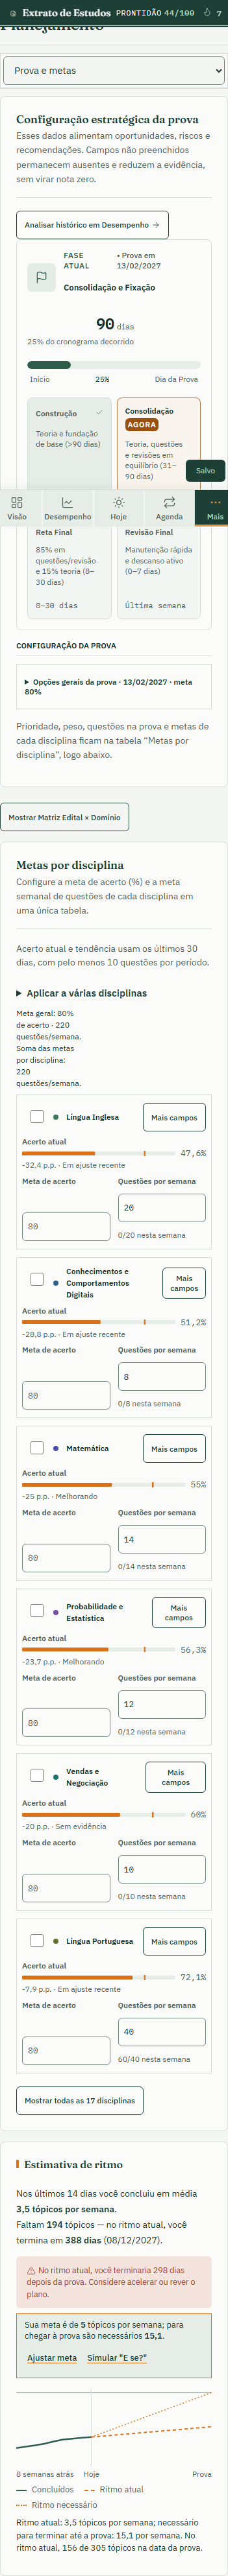 Extrato de Estudos PRONTIDÃO 44/100 7
Planejamento
Prova e metas
Configuração estratégica da prova
Esses dados alimentam oportunidades, riscos e
recomendações. Campos não preenchidos
permanecem ausentes e reduzem a evidência,
sem virar nota zero.
Analisar histórico em Desempenho →
FASE ATUAL
• Prova em 13/02/2027
Consolidação e Fixação
90 dias
25% do cronograma decorrido
Início 25% Dia da Prova
Construção
Teoria e fundação
de base (>90 dias)
Consolidação
AGORA
Teoria, questões
e revisões em
equilíbrio (31–
90 dias)
Salvo
Visão Desempenho Hoje Agenda Mais
Reta Final
85% em
questões/revisão
e 15% teoria (8–
30 dias)
8–30 dias
Revisão Final
Manutenção rápida
e descanso ativo
(0–7 dias)
Última semana
CONFIGURAÇÃO DA PROVA
▶ Opções gerais da prova · 13/02/2027 · meta
80%
Prioridade, peso, questões na prova e metas de
cada disciplina ficam na tabela “Metas por
disciplina”, logo abaixo.
Mostrar Matriz Edital × Domínio
Metas por disciplina
Configure a meta de acerto (%) e a meta
semanal de questões de cada disciplina em
uma única tabela.
Acerto atual e tendência usam os últimos 30
dias, com pelo menos 10 questões por período.
▶ Aplicar a várias disciplinas
Meta geral: 80%
de acerto · 220
questões/semana.
Soma das metas
por disciplina:
220
questões/semana.
Língua Inglesa Mais campos
Acerto atual
47,6%
-32,4 p.p. · Em ajuste recente
Meta de acerto Questões por semana
80 20
0/20 nesta semana
Conhecimentos e
Comportamentos
Digitais
Mais
campos
Acerto atual
51,2%
-28,8 p.p. · Em ajuste recente
Meta de acerto Questões por semana
80 8
0/8 nesta semana
Matemática Mais campos
Acerto atual
55%
-25 p.p. · Melhorando
Meta de acerto Questões por semana
80 14
0/14 nesta semana
Probabilidade e
Estatística
Mais
campos
Acerto atual
56,3%
-23,7 p.p. · Melhorando
Meta de acerto Questões por semana
80 12
0/12 nesta semana
Vendas e
Negociação
Mais
campos
Acerto atual
60%
-20 p.p. · Sem evidência
Meta de acerto Questões por semana
80 10
0/10 nesta semana
Língua Portuguesa Mais campos
Acerto atual
72,1%
-7,9 p.p. · Em ajuste recente
Meta de acerto Questões por semana
80 40
60/40 nesta semana
Mostrar todas as 17 disciplinas
Estimativa de ritmo
Nos últimos 14 dias você concluiu em média
3,5 tópicos por semana.
Faltam 194 tópicos — no ritmo atual, você
termina em 388 dias (08/12/2027).
No ritmo atual, você terminaria 298 dias
depois da prova. Considere acelerar ou rever o
plano.
Sua meta é de 5 tópicos por semana; para
chegar à prova são necessários 15,1.
Ajustar meta Simular "E se?"
8 semanas atrás Hoje Prova
Concluídos Ritmo atual
Ritmo necessário
Ritmo atual: 3,5 tópicos por semana; necessário
para terminar até a prova: 15,1 por semana. No
ritmo atual, 156 de 305 tópicos na data da prova.